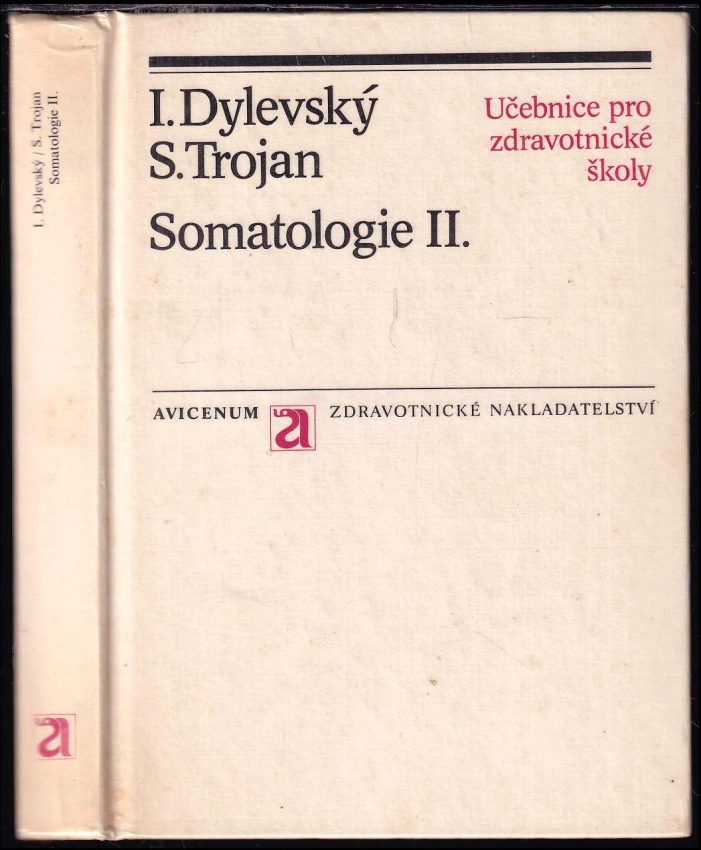 I. Dylevský / S. Trojan
Somatologie II.
I. Dylevský
S. Trojan
Somatologie II.
Učebnice pro
zdravotnické
školy
AVICENUM
ZDRAVOTNICKÉ NAKLADATELSTVÍ